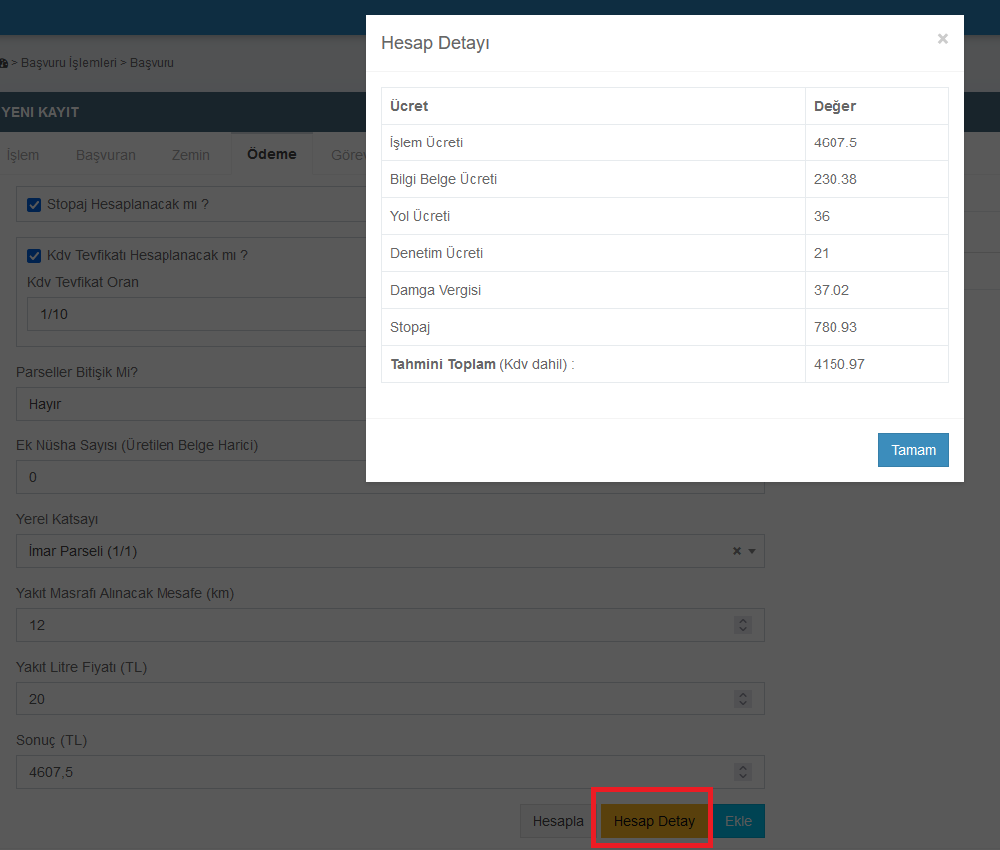 Hesap Detayı
×
> Başvuru İşlemleri > Başvuru
YENI KAYIT
İşlem Başvuran Zemin Ödeme
Ücret Değer
İşlem Ücreti 4607.5
Bilgi Belge Ücreti 230.38
Yol Ücreti 36
Denetim Ücreti 21
Damga Vergisi 37.02
Stopaj 780.93
Tahmini Toplam (Kdv dahil) : 4150.97
Tamam
Stopaj Hesaplanacak mı ?
Kdv Tevfikatı Hesaplanacak mı ?
Kdv Tevfikat Oran
1/10
Parseller Bitişik Mi?
Hayır
Ek Nüsha Sayısı (Üretilen Belge Harici)
0
Yerel Katsayı
İmar Parseli (1/1)
Yakıt Masrafı Alınacak Mesafe (km)
12
Yakıt Litre Fiyatı (TL)
20
Sonuç (TL)
4607,5
Hesapla Hesap Detay Ekle